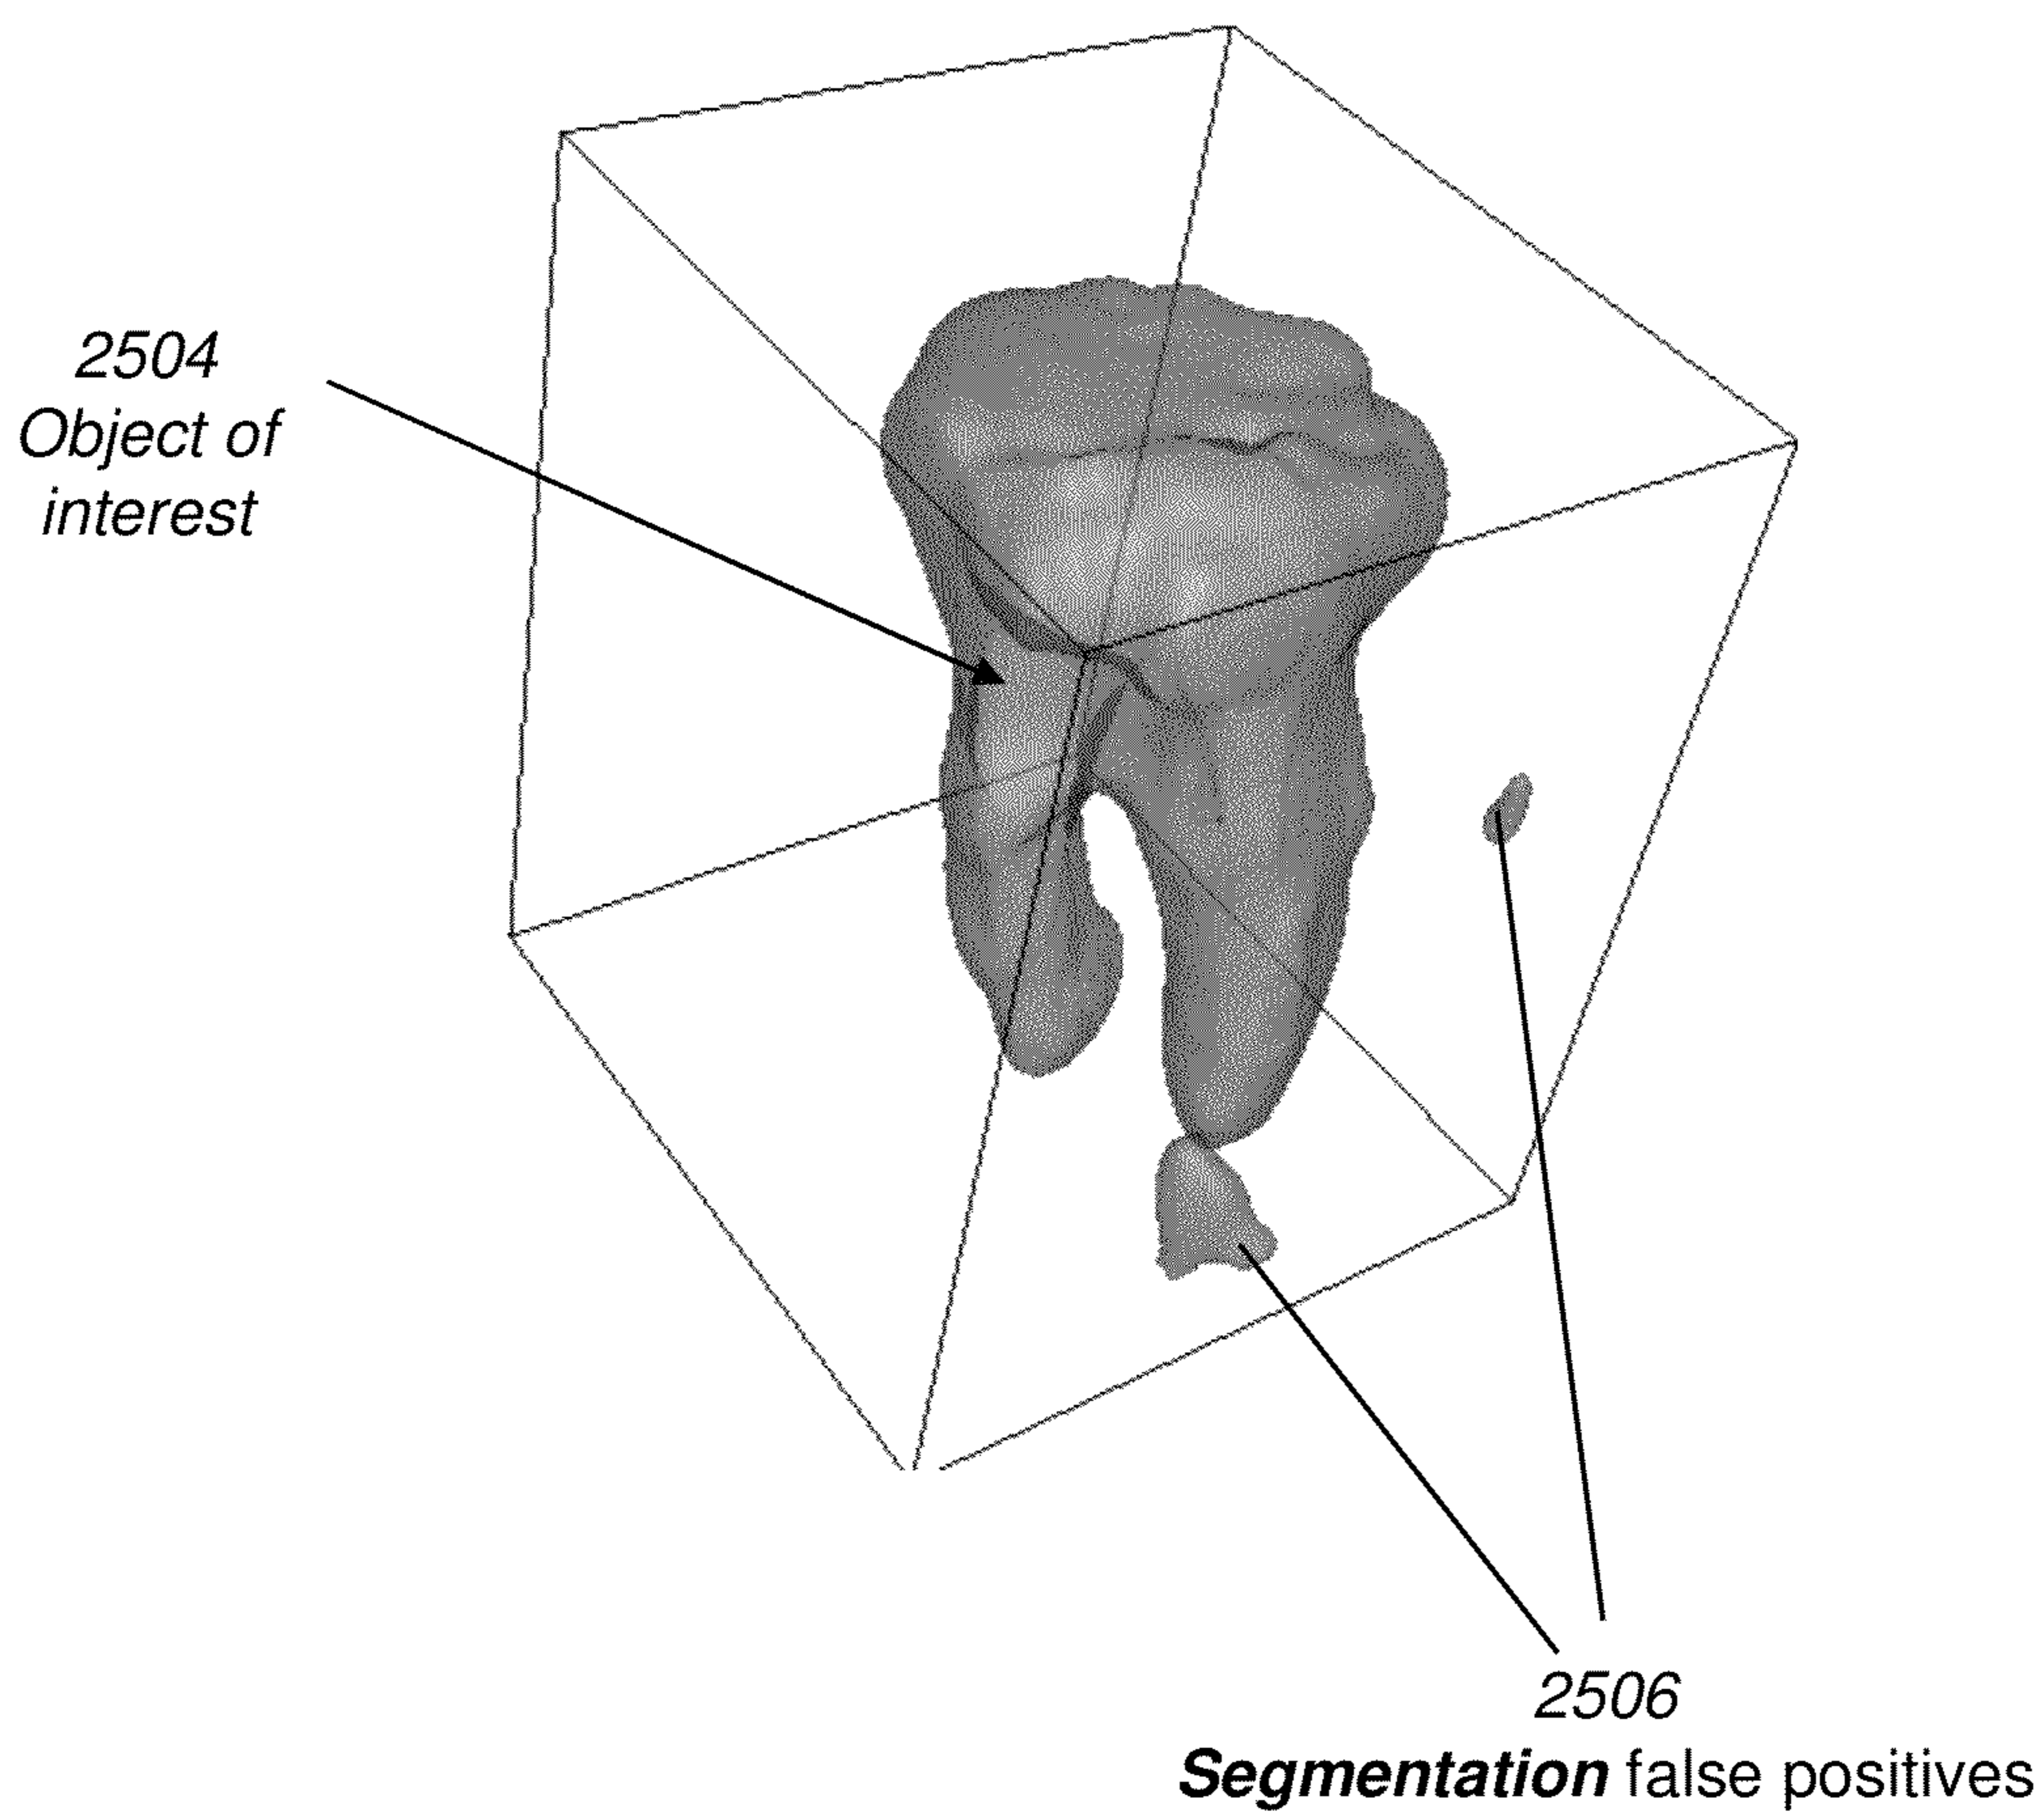 2504
Object of
interest
2506
Segmentation false positives